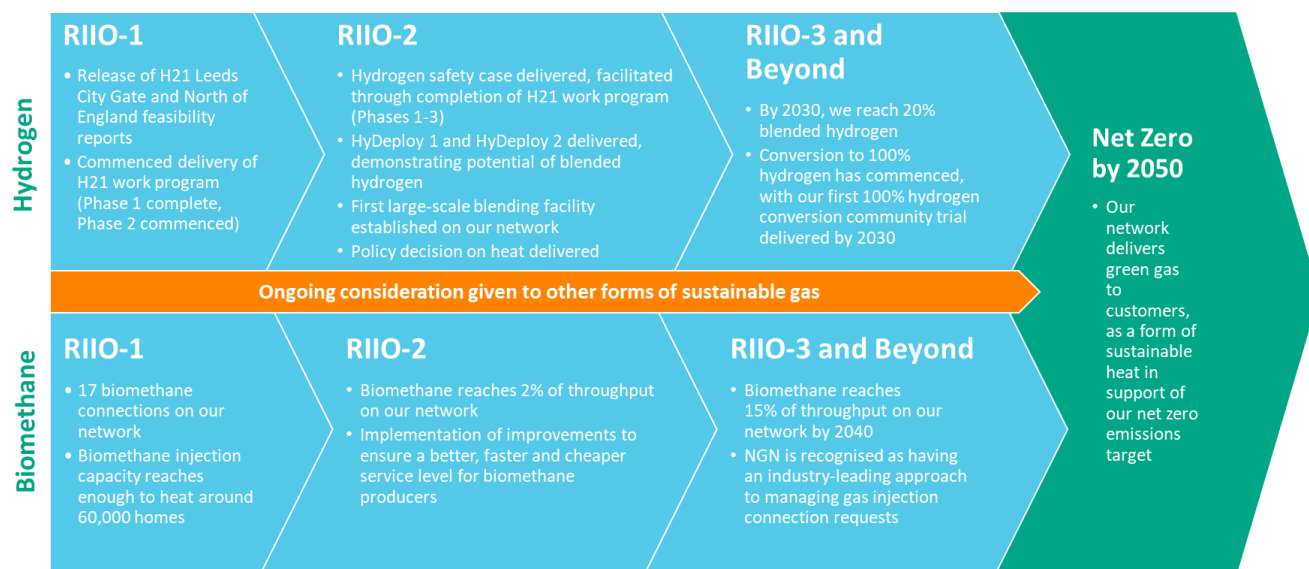 Hydrogen
RIIO-1
• Release of H21 Leeds
City Gate and North of
England feasibility
reports
• Commenced delivery of
H21 work program
(Phase 1 complete,
Phase 2 commenced)
RIIO-2
• Hydrogen safety case delivered, facilitated
through completion of H21 work program
(Phases 1-3)
• HyDeploy 1 and HyDeploy 2 delivered,
demonstrating potential of blended
hydrogen
• First large-scale blending facility
established on our network
• Policy decision on heat delivered
RIIO-3 and
Beyond
• By 2030, we reach 20%
blended hydrogen
• Conversion to 100%
hydrogen has commenced,
with our first 100% hydrogen
conversion community trial
delivered by 2030
Ongoing consideration given to other forms of sustainable gas
Biomethane
RIIO-1
• 17 biomethane
connections on our
network
• Biomethane injection
capacity reaches
enough to heat around
60,000 homes
RIIO-2
• Biomethane reaches 2% of throughput
on our network
• Implementation of improvements to
ensure a better, faster and cheaper
service level for biomethane
producers
RIIO-3 and Beyond
• Biomethane reaches
15% of throughput on our
network by 2040
• NGN is recognised as having
an industry-leading approach
to managing gas injection
connection requests
Net Zero
by 2050
• Our
network
delivers
green gas
to
customers,
as a form of
sustainable
heat in
support of
our net zero
emissions
target